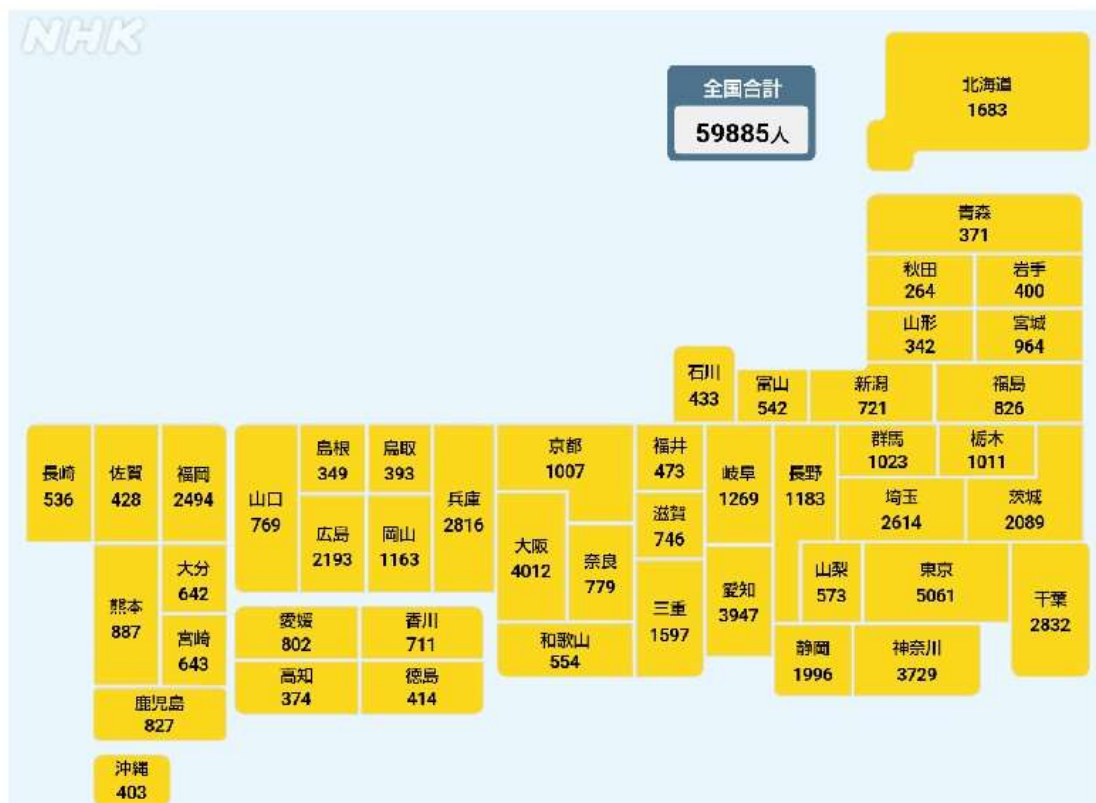 NHK
全国合計
59885人
北海道
1683
青森
371
秋田
264
岩手
400
山形
342
宮城
964
石川
433
富山
542
新潟
721
福島
826
長崎
536
佐賀
428
福岡
2494
山口
769
島根
349
鳥取
393
兵庫
2816
京都
1007
福井
473
岐阜
1269
長野
1183
群馬
1023
栃木
1011
埼玉
2614
茨城
2089
広島
2193
岡山
1163
大阪
4012
奈良
779
滋賀
746
大分
642
熊本
887
宮崎
643
愛媛
802
香川
711
高知
374
徳島
414
和歌山
554
三重
1597
愛知
3947
山梨
573
東京
5061
千葉
2832
静岡
1996
神奈川
3729
鹿児島
827
沖縄
403